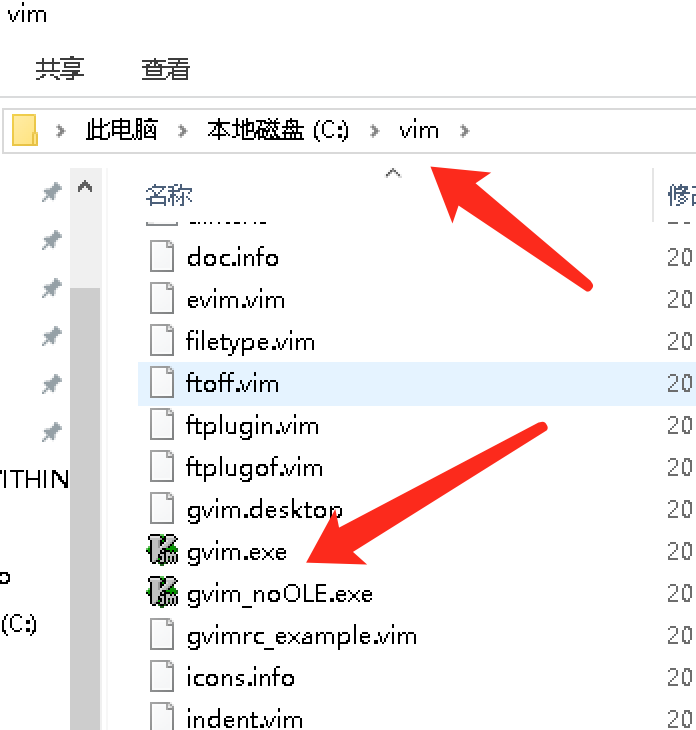 vim
共享 查看
此电脑 本地磁盘 (C:) vim
名称 修
doc.info 20
evim.vim 20
filetype.vim 20
ftoff.vim 20
ftplugin.vim 20
ftplugof.vim 20
gvim.desktop 20
gvim.exe 20
gvim_noOLE.exe 20
gvimrc_example.vim 20
icons.info 20
indent.vim 20
ITHIN
o
(C:)